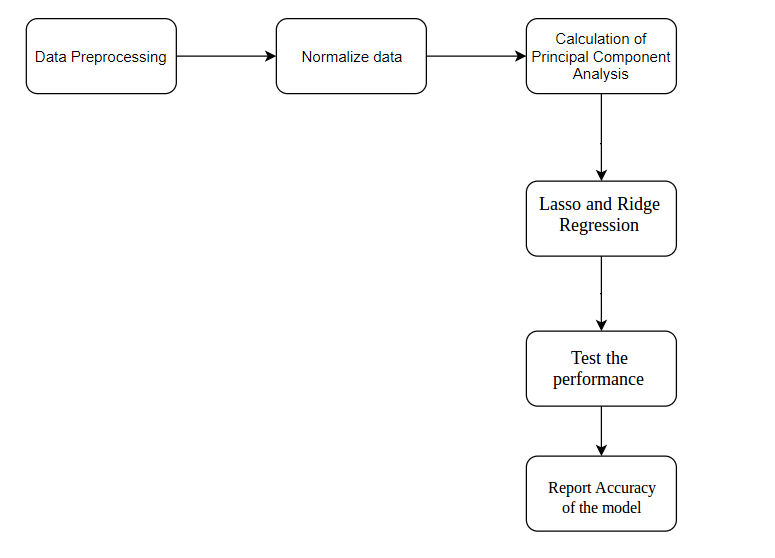 Data Preprocessing
Normalize data
Calculation of
Principal Component
Analysis
Lasso and Ridge
Regression
Test the
performance
Report Accuracy
of the model